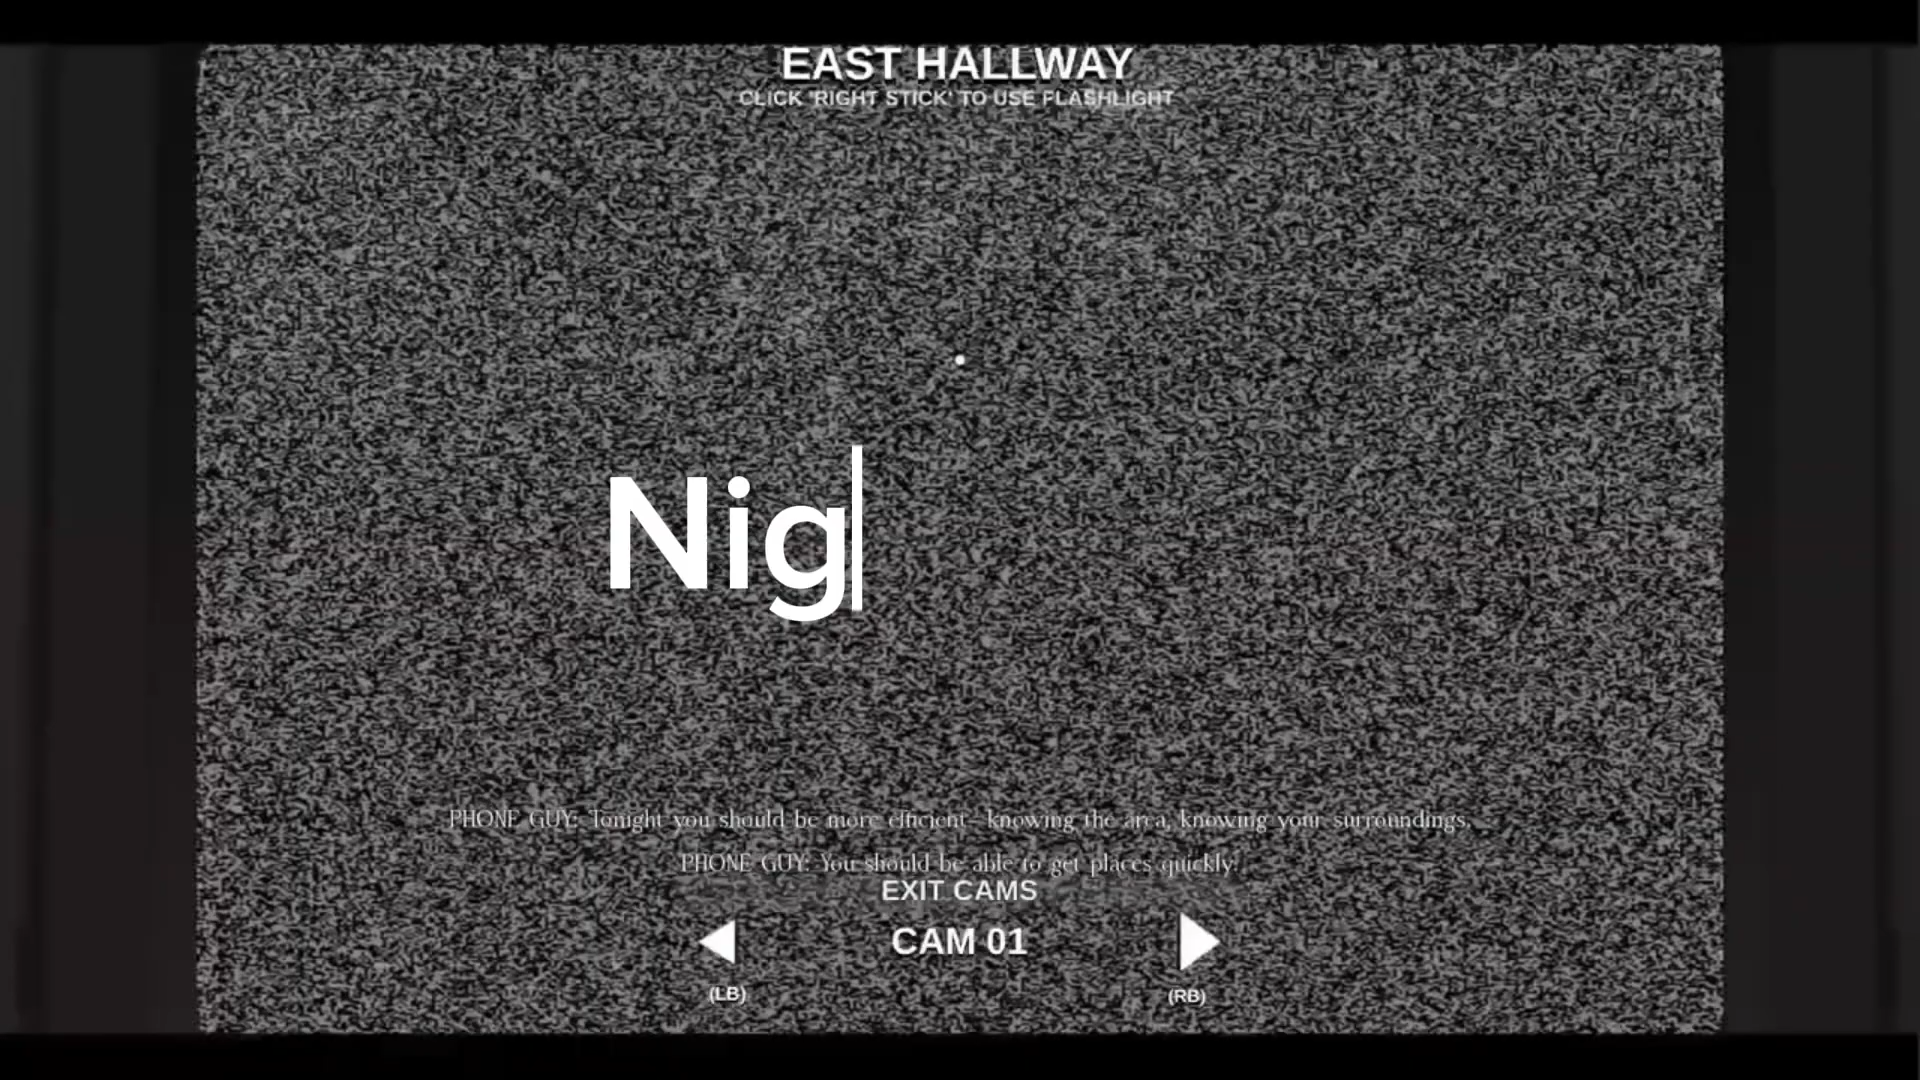 EAST HALLWAY
CLICK 'RIGHT STICK' TO USE FLASHLIGHT
Nig
PHONE GUY: Tonight you should be more efficient- knowing the area, knowing your surroundings.
PHONE GUY: You should be able to get places quickly.
EXIT CAMS
CAM 01
(LB) (RB)